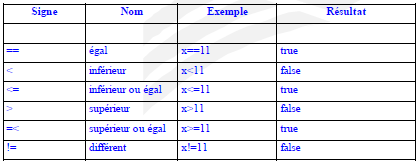 Signe Nom Exemple Résultat
== égal x==11 true
< inférieur x<11 false
<= inférieur ou égal x<=11 true
> supérieur x>11 false
=< supérieur ou égal x>=11 true
!= différent x!=11 false